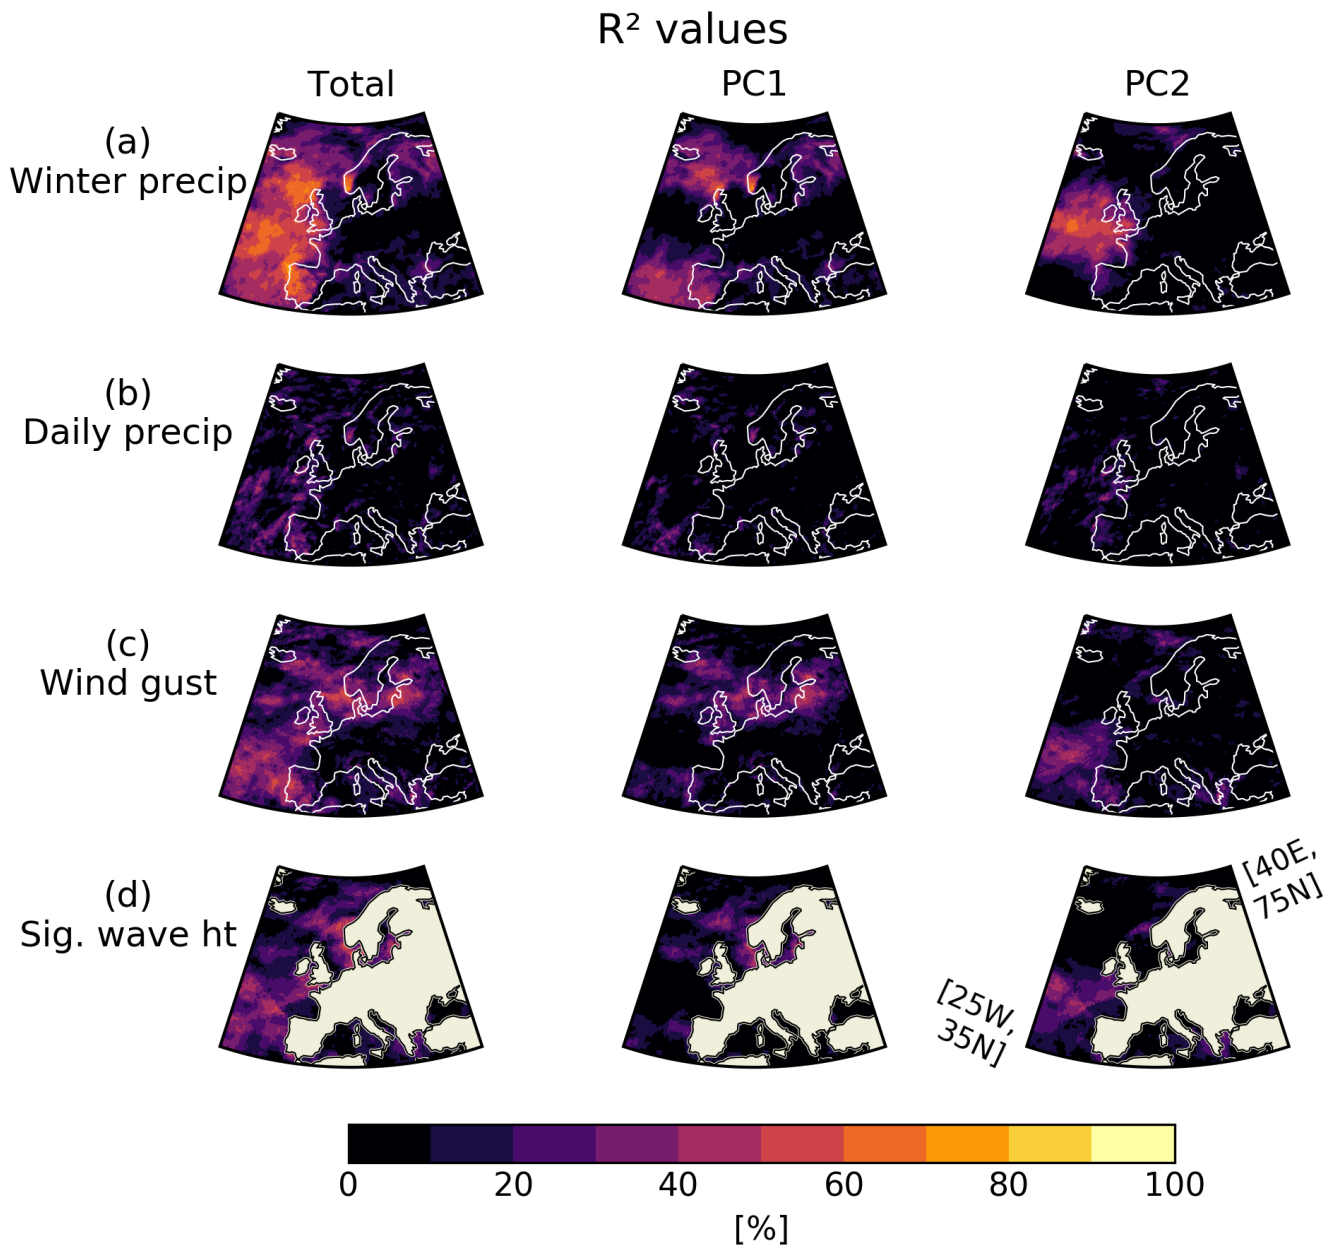 R² values
Total
PC1
PC2
(a)
Winter precip
(b)
Daily precip
(c)
Wind gust
(d)
Sig. wave ht
[40E,
75N]
[25W,
35N]
0 20 40 60 80 100
[%]